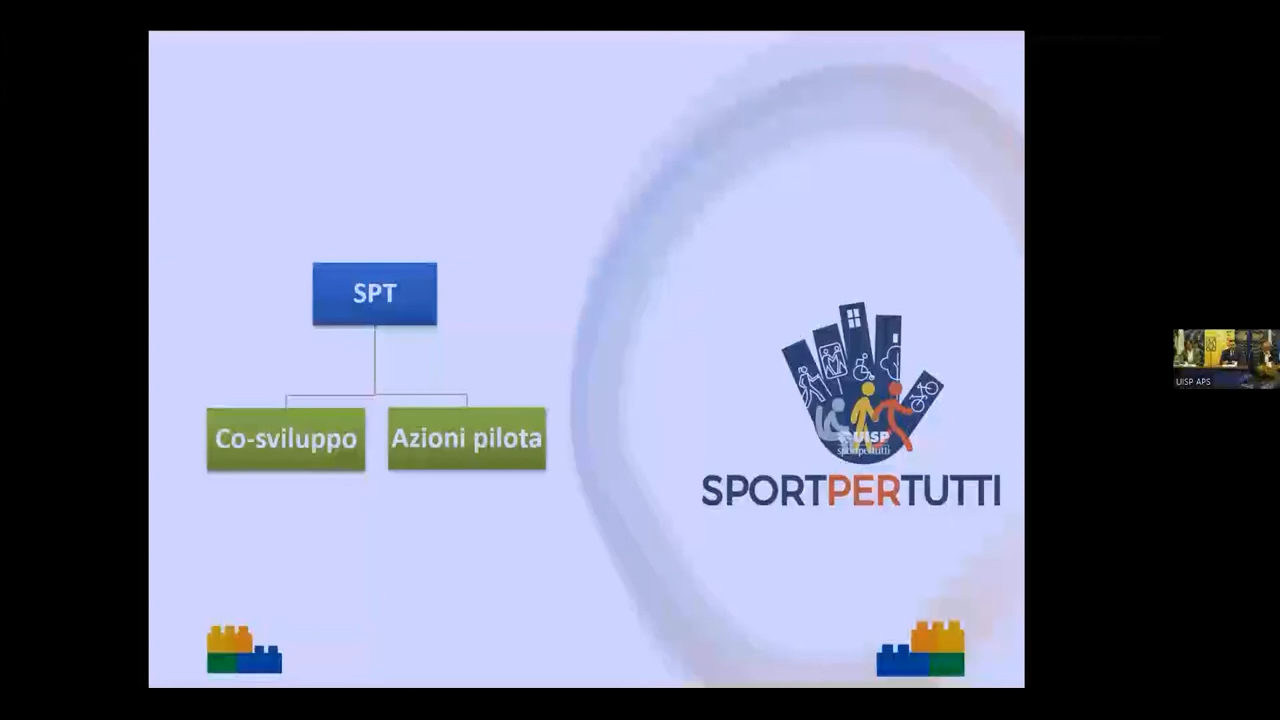 SPT
Co-sviluppo
Azioni pilota
UISP
sportpertutti
SPORTPERTUTTI
UISP APS